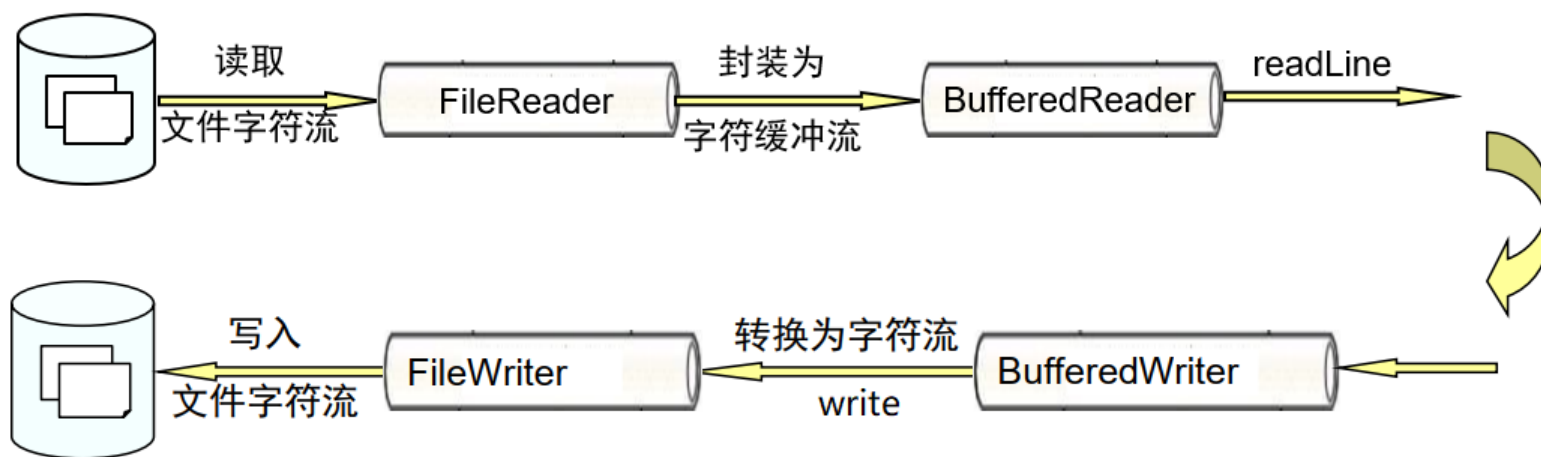 读取
文件字符流
FileReader
封装为
字符缓冲流
BufferedReader
readLine
写入
文件字符流
FileWriter
转换为字符流
write
BufferedWriter